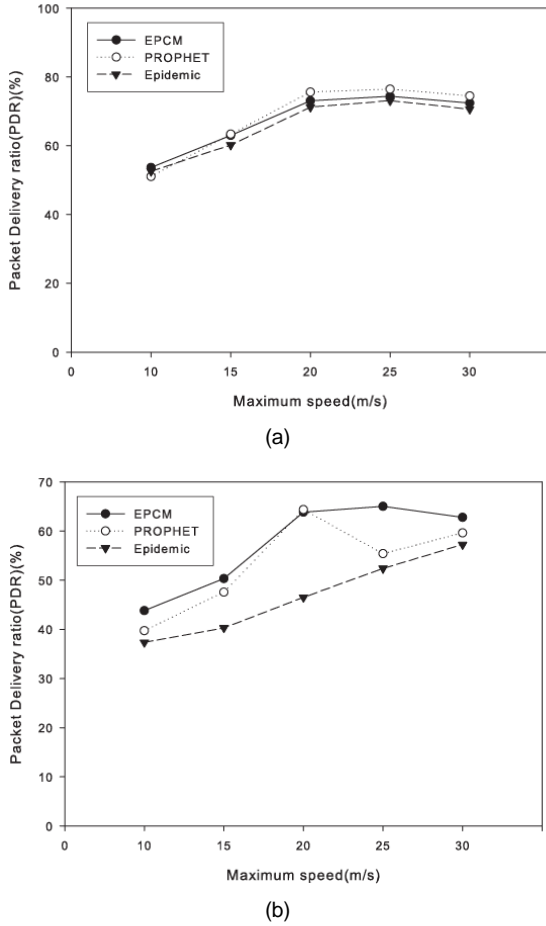 EPCM
PROPHET
Epidemic
Packet Delivery ratio(PDR)(%)
100
80
60
40
20
0
0 10 15 20 25 30
Maximum speed(m/s)
(a)
EPCM
PROPHET
Epidemic
Packet Delivery ratio(PDR)(%)
70
60
50
40
30
20
10
0
0 10 15 20 25 30
Maximum speed(m/s)
(b)